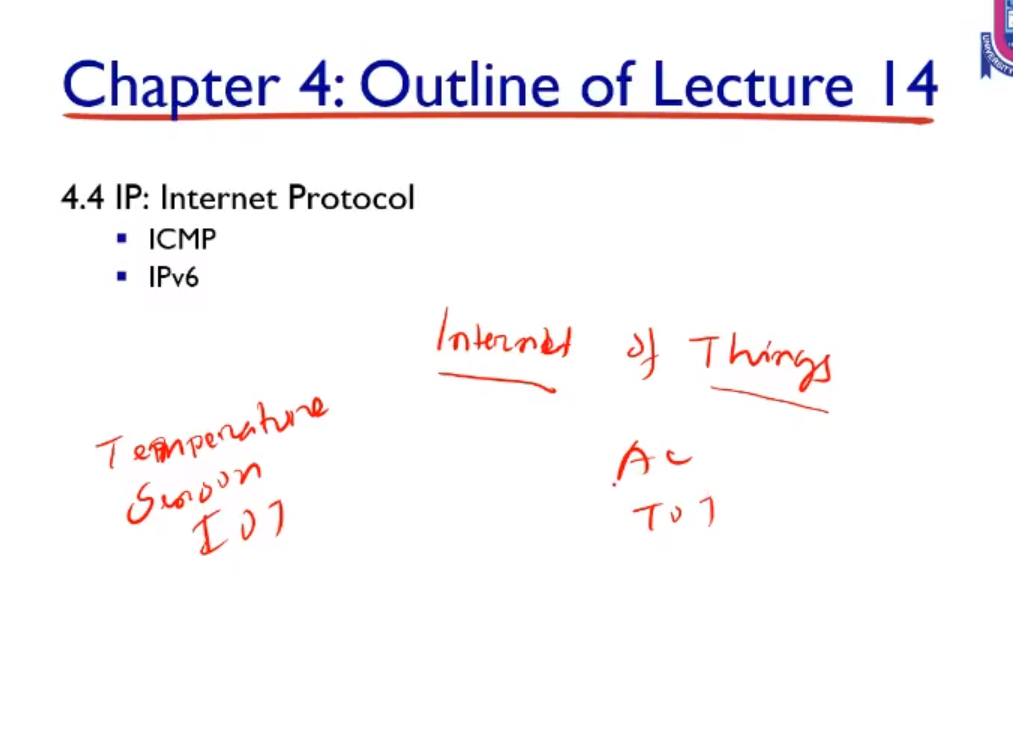 Chapter 4: Outline of Lecture 14
4.4 IP: Internet Protocol
ICMP
IPv6
Internet of Things
Temperature
Sensor
IOT
AC
IOT
UNIVERSITY